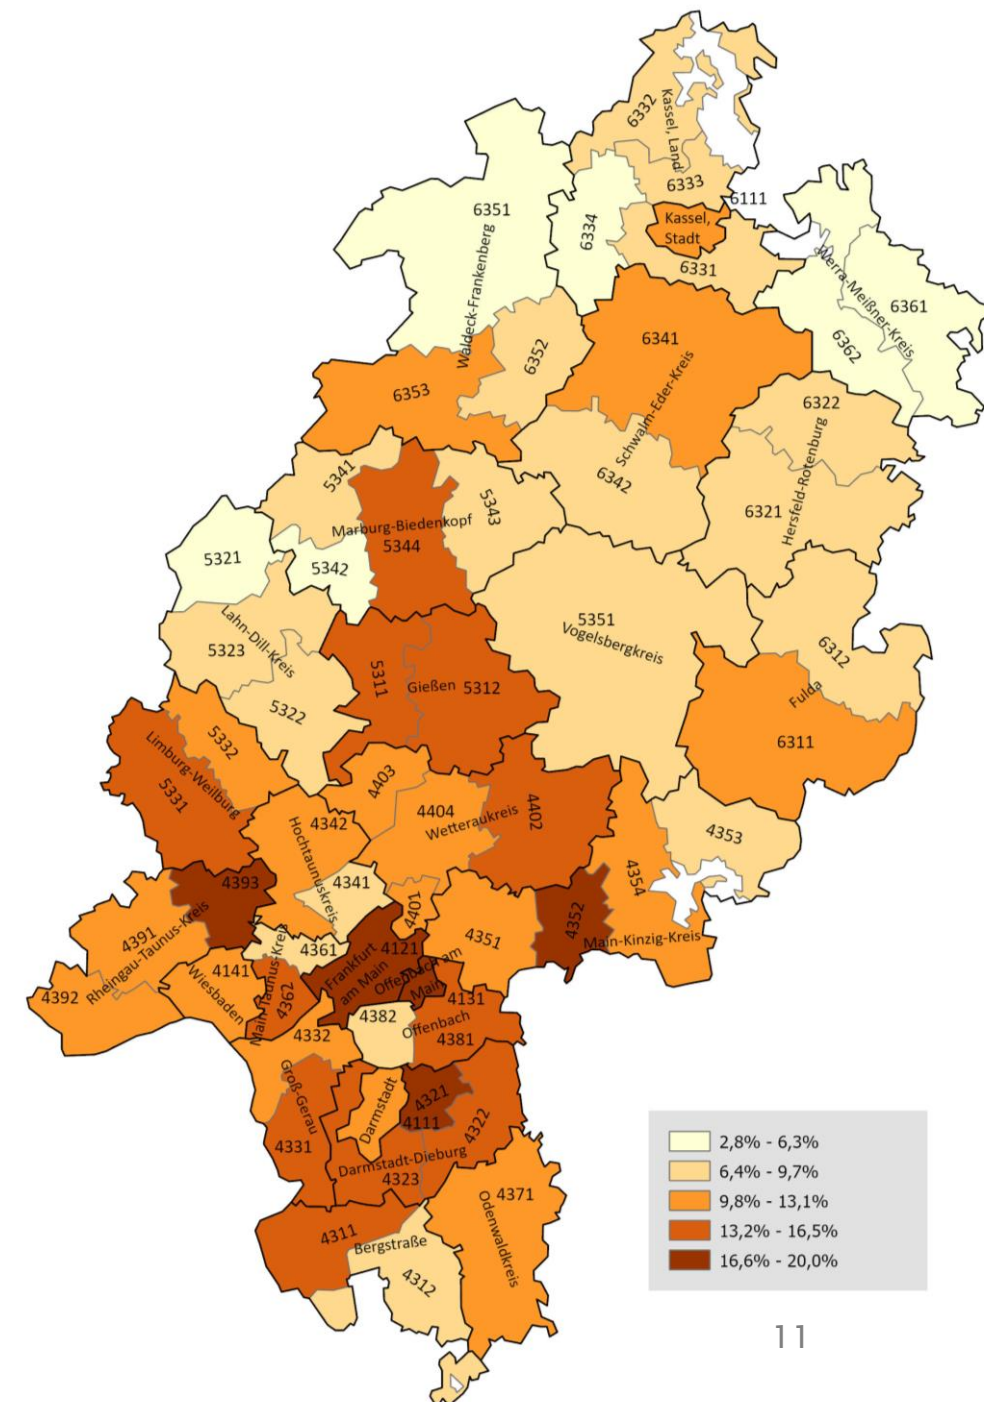 6332
Kassel, Land
6333
6111
6351
6334
Kassel,
Stadt
Waldeck-Frankenberg
6331
Werra-Meißner-Kreis
6361
6362
6341
6352
6353
Schwalm-Eder-Kreis
6322
Hersfeld-Rotenburg
6342
6321
5341
5343
Marburg-Biedenkopf
5344
5321
5342
5351
Vogelsbergkreis
6312
Lahn-Dill-Kreis
5323
5311
Gießen
5312
Fulda
5322
6311
5332
Limburg-Weilburg
5331
4403
4404
Wetteraukreis
4402
4342
Hochtaunuskreis
4353
4354
4341
4393
4401
4351
4352
Main-Kinzig-Kreis
4391
Rheingau-Taunus-Kreis
4361
4121
Frankfurt
am Main
Offenbach am
Main
4141
Wiesbaden
Main-Taunus-Kreis
4362
4392
4131
4382
Offenbach
4381
4332
Groß-Gerau
4331
Darmstadt
4321
4111
4322
Darmstadt-Dieburg
4323
4371
Odenwaldkreis
4311
Bergstraße
4312
2,8% - 6,3%
6,4% - 9,7%
9,8% - 13,1%
13,2% - 16,5%
16,6% - 20,0%
11